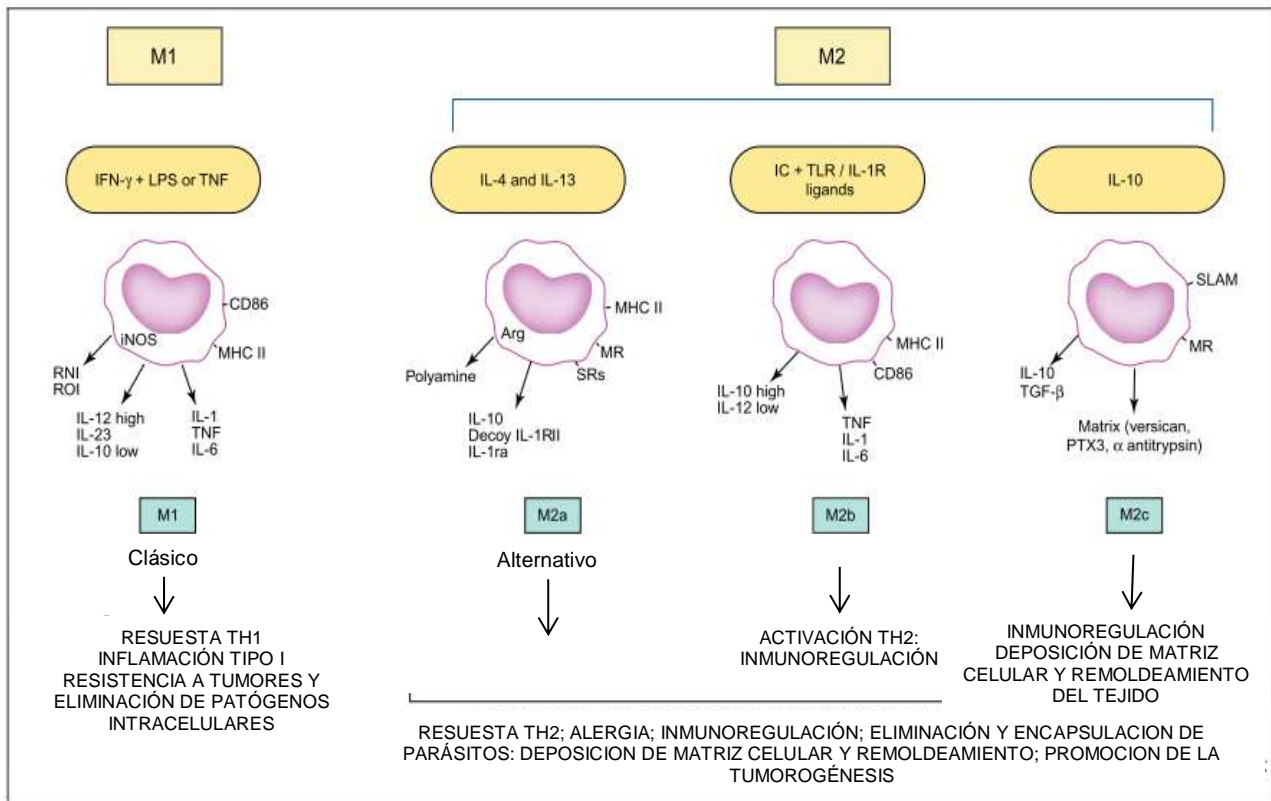 M1
M2
IFN-γ + LPS or TNF
IL-4 and IL-13
IC + TLR / IL-1R
ligands
IL-10
CD86
iNOS
MHC II
RNI
ROI
IL-12 high
IL-23
IL-10 low
IL-1
TNF
IL-6
MHC II
Arg
MR
SRs
Polyamine
IL-10
Decoy IL-1RII
IL-1ra
MHC II
CD86
IL-10 high
IL-12 low
TNF
IL-1
IL-6
SLAM
MR
IL-10
TGF-β
Matrix (versican,
PTX3, α antitrypsin)
M1
M2a
M2b
M2c
Clásico
Alternativo
RESUESTA TH1
INFLAMACIÓN TIPO I
RESISTENCIA A TUMORES Y
ELIMINACIÓN DE PATÓGENOS
INTRACELULARES
ACTIVACIÓN TH2:
INMUNOREGULACIÓN
INMUNOREGULACIÓN
DEPOSICIÓN DE MATRIZ
CELULAR Y REMOLDEAMIENTO
DEL TEJIDO
RESUESTA TH2; ALERGIA; INMUNOREGULACIÓN; ELIMINACIÓN Y ENCAPSULACION DE
PARÁSITOS: DEPOSICION DE MATRIZ CELULAR Y REMOLDEAMIENTO; PROMOCION DE LA
TUMOROGÉNESIS